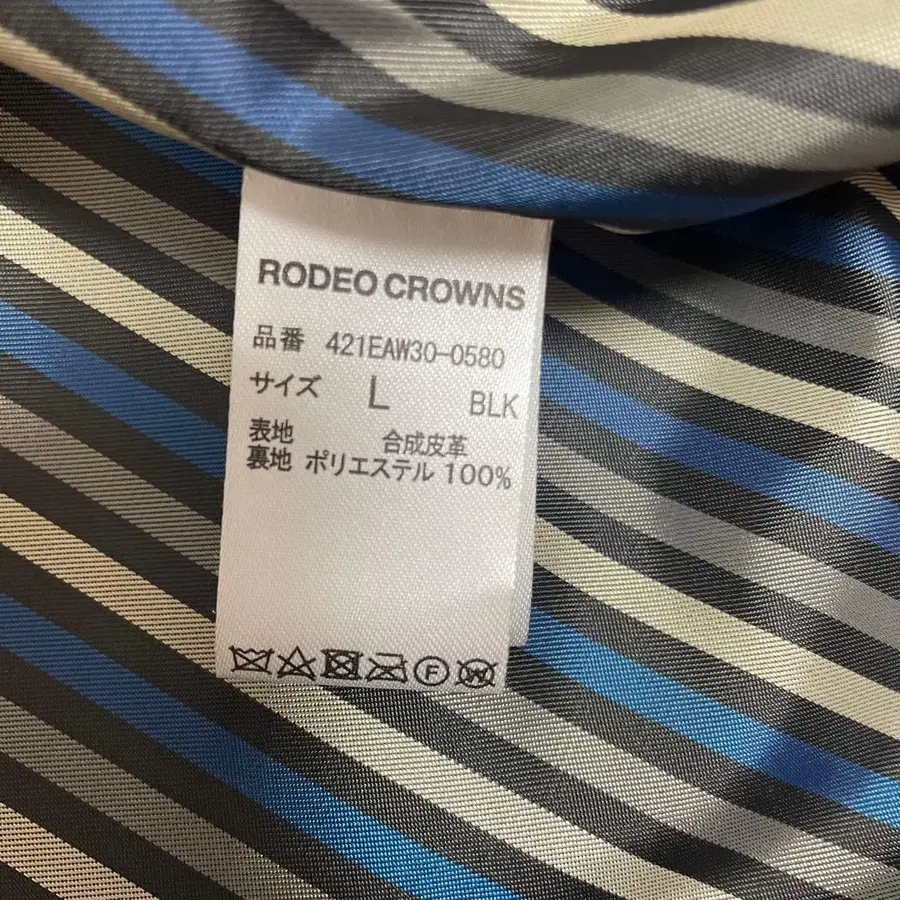 RODEO CROWNS
品番 421EAW30-0580
サイズ L BLK
表地 合成皮革
裏地 ポリエステル 100%
F W